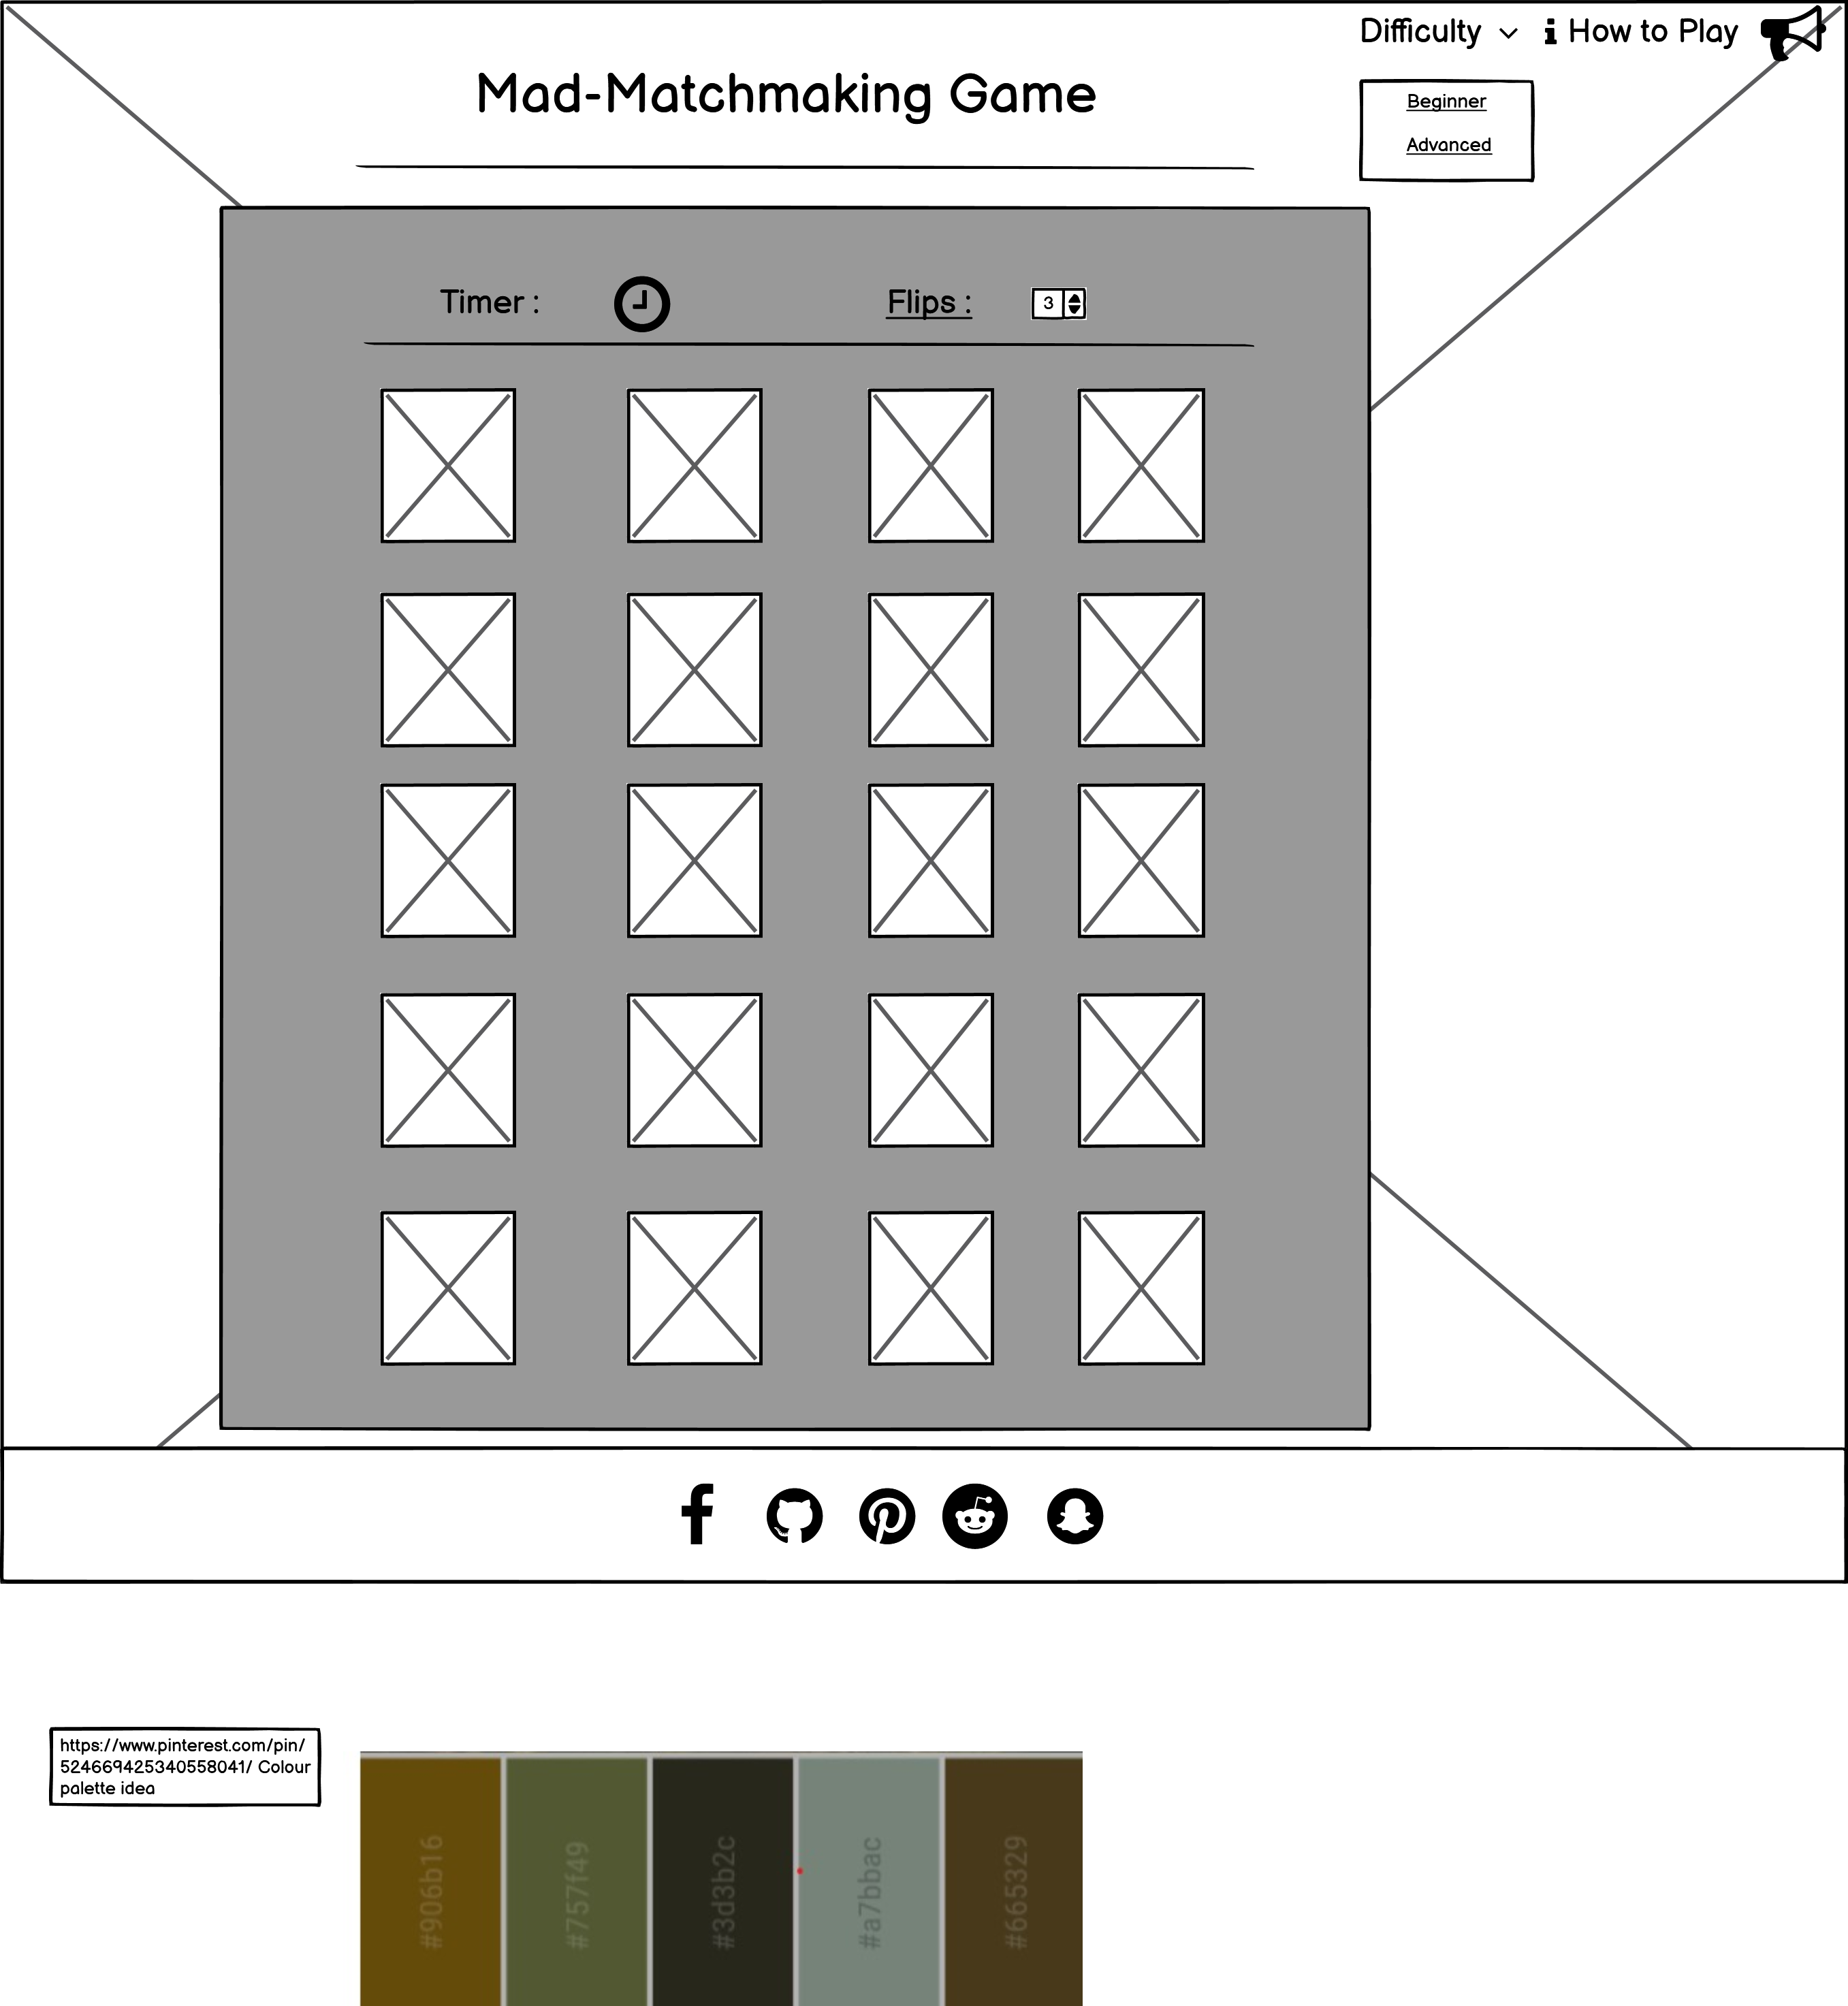 Difficulty
i How to Play
Mad-Matchmaking Game
Beginner
Advanced
Timer :
Flips :
3
https://www.pinterest.com/pin/
524669425340558041/ Colour
palette idea
#906b16
#757f49
#3d3b2c
#a7bbac
#665329